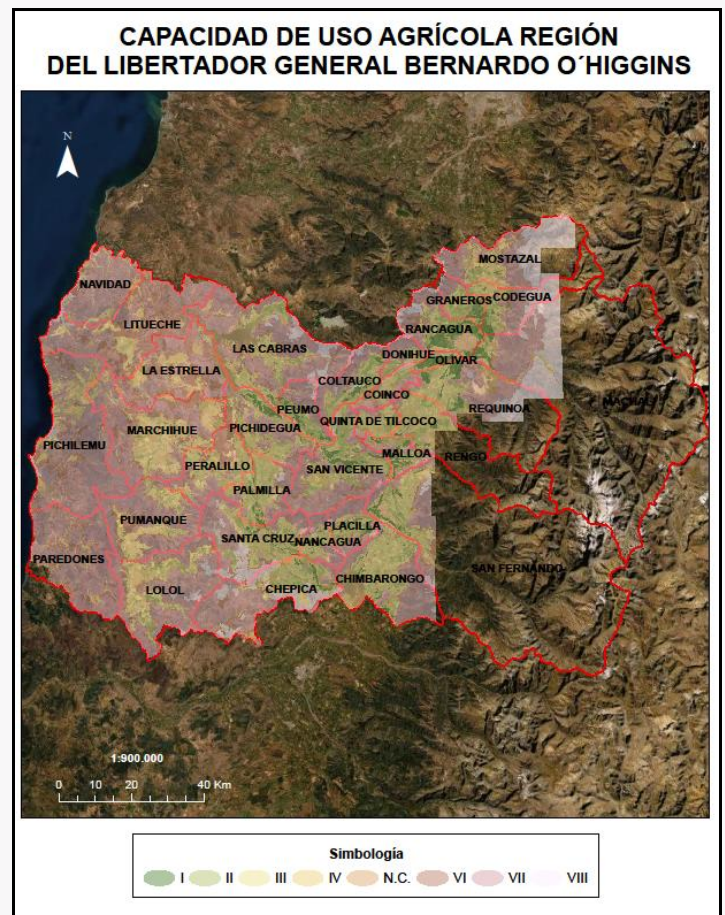 CAPACIDAD DE USO AGRÍCOLA REGIÓN
DEL LIBERTADOR GENERAL BERNARDO O´HIGGINS
N
MOSTAZAL
NAVIDAD
GRANEROS
CODEGUA
LITUECHE
RANCAGUA
LAS CABRAS
DONIHUE
OLIVAR
LA ESTRELLA
COLTAUCO
COINCO
MACHALI
PEUMO
REQUINOA
PICHIDEGUA
QUINTA DE TILCOCO
MARCHIHUE
PICHILEMU
MALLOA
RENGO
PERALILLO
SAN VICENTE
PALMILLA
PUMANQUE
PLACILLA
SANTA CRUZ
NANCAGUA
PAREDONES
SAN FERNANDO
CHIMBARONGO
LOLOL
CHEPICA
1:900.000
0 10 20 40 Km
Simbología
I II III IV N.C. VI VII VIII